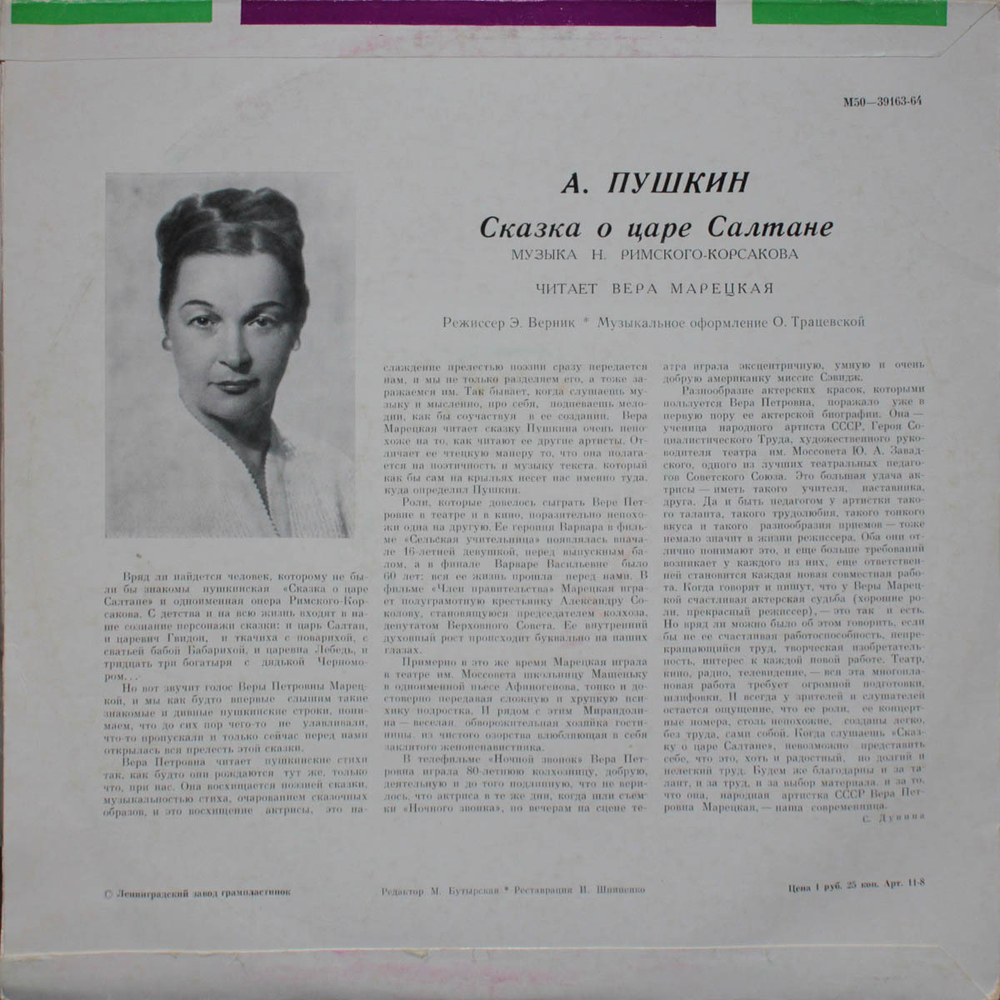 М50—39163-64
А. ПУШКИН
Сказка о царе Салтане
МУЗЫКА Н. РИМСКОГО-КОРСАКОВА
ЧИТАЕТ ВЕРА МАРЕЦКАЯ
Режиссер Э. Верник * Музыкальное оформление О. Трацевской
Вряд ли найдется человек, которому не бы-
ли бы знакомы пушкинская «Сказка о царе
Салтане» и одноименная опера Римского-Кор-
сакова. С детства и на всю жизнь входят в на-
ше сознание персонажи сказки: и царь Салтан,
и царевич Гвидон, и ткачиха с поварихой, с
сватьей бабой Бабарихой, и царевна Лебедь, и
тридцать три богатыря с дядькой Черномо-
ром...
Но вот звучит голос Веры Петровны Марец-
кой, и мы как будто впервые слышим такие
знакомые и дивные пушкинские строки, пони-
маем, что до сих пор чего-то не улавливали,
что-то пропускали и только сейчас перед нами
открылась вся прелесть этой сказки.
Вера Петровна читает пушкинские стихи
так, как будто они рождаются тут же, только
что, при нас. Она восхищается поэзией сказки,
музыкальностью стиха, очарованием сказочных
образов, и это восхищение актрисы, это на-
слаждение прелестью поэзии сразу передается
нам, и мы не только разделяем его, а тоже за-
ражаемся им. Так бывает, когда слушаешь му-
зыку и мысленно, про себя, подпеваешь мело-
дии, как бы соучаствуя в ее создании. Вера
Марецкая читает сказку Пушкина очень непо-
хоже на то, как читают ее другие артисты. От-
личает ее чтецкую манеру то, что она полага-
ется на поэтичность и музыку текста, который
как бы сам на крыльях несет нас именно туда,
куда определил Пушкин.
Роли, которые довелось сыграть Вере Пет-
ровне в театре и в кино, поразительно непохо-
жи одна на другую. Ее героиня Варвара в филь-
ме «Сельская учительница» появлялась внача-
ле 16-летней девушкой, перед выпускным ба-
лом, а в финале Варваре Васильевне было
60 лет: вся ее жизнь прошла перед нами. В
фильме «Член правительства» Марецкая игра-
ет полуграмотную крестьянку Александру Со-
колову, становящуюся председателем колхоза,
депутатом Верховного Совета. Ее внутренний
духовный рост происходит буквально на наших
глазах.
Примерно в это же время Марецкая играла
в театре им. Моссовета школьницу Машеньку
в одноименной пьесе Афиногенова, тонко и до-
стоверно передавая сложную и хрупкую пси-
хику подростка. И рядом с этим Мирандоли-
на — веселая, обворожительная хозяйка гости-
ницы, из чистого озорства влюбляющая в себя
заклятого женоненавистника.
В телефильме «Ночной звонок» Вера Пет-
ровна играла 80-летнюю колхозницу, добрую,
деятельную и до того подлинную, что не вери-
лось, что актриса в те же дни, когда шли съем-
ки «Ночного звонка», по вечерам на сцене те-
атра играла эксцентричную, умную и очень
добрую американку миссис Сэвидж.
Разнообразие актерских красок, которыми
пользуется Вера Петровна, поражало уже в
первую пору ее актерской биографии. Она —
ученица народного артиста СССР, Героя Со-
циалистического Труда, художественного руко-
водителя театра им. Моссовета Ю. А. Завад-
ского, одного из лучших театральных педаго-
гов Советского Союза. Это большая удача ак-
трисы — иметь такого учителя, наставника,
друга. Да и быть педагогом у артистки тако-
го таланта, такого трудолюбия, такого тонкого
вкуса и такого разнообразия приемов — тоже
немало значит в жизни режиссера. Оба они от-
лично понимают это, и еще больше требований
возникает у каждого из них, еще ответствен-
ней становится каждая новая совместная рабо-
та. Когда говорят и пишут, что у Веры Марец-
кой счастливая актерская судьба (хорошие ро-
ли, прекрасный режиссер), — это так и есть.
Но вряд ли можно было об этом говорить, если
бы не ее счастливая работоспособность, непре-
кращающийся труд, творческая изобретатель-
ность, интерес к каждой новой работе. Театр,
кино, радио, телевидение, — вся эта многопла-
новая работа требует огромной подготовки,
шлифовки. И всегда у зрителей и слушателей
остается ощущение, что ее роли, ее концерт-
ные номера, столь непохожие, созданы легко,
без труда, сами собой. Когда слушаешь «Сказ-
ку о царе Салтане», невозможно представить
себе, что это, хоть и радостный, но долгий и
нелегкий труд. Будем же благодарны и за та-
лант, и за труд, и за выбор материала, и за то,
что она, народная артистка СССР Вера Пет-
ровна Марецкая, — наша современница.
С. Дунина
© Ленинградский завод грампластинок
Редактор М. Бутырская * Реставрация И. Шпиненко
Цена 1 руб. 25 коп. Арт. 11-8